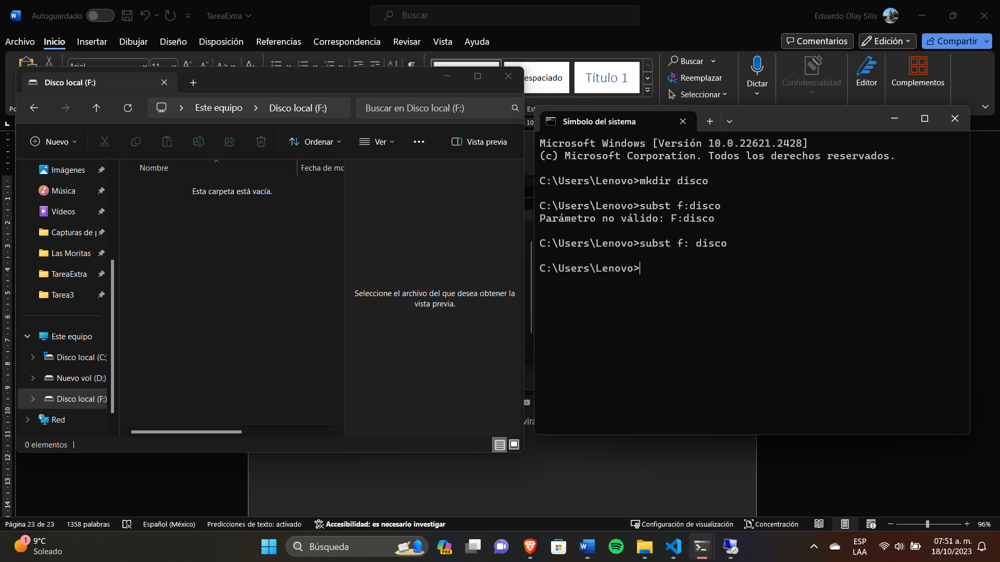 Autoguardado
TareaExtra
Buscar
Eduardo Olay Silis
Archivo Inicio Insertar Dibujar Diseño Disposición Referencias Correspondencia Revisar Vista Ayuda
Comentarios Edición Compartir
Arial 11
espaciado
Título 1
Buscar
Reemplazar
Seleccionar
Dictar
Confidencialidad
Editor
Complementos
Disco local (F:)
Este equipo > Disco local (F:)
Buscar en Disco local (F:)
Nuevo
Ordenar
Ver
Vista previa
Nombre
Fecha de mo
Esta carpeta está vacía.
Seleccione el archivo del que desea obtener la
vista previa.
Imágenes
Música
Vídeos
Capturas de p
Las Moritas
TareaExtra
Tarea3
Este equipo
Disco local (C:)
Nuevo vol (D:)
Disco local (F:)
Red
0 elementos
Símbolo del sistema
Microsoft Windows [Versión 10.0.22621.2428]
(c) Microsoft Corporation. Todos los derechos reservados.
C:\Users\Lenovo>mkdir disco
C:\Users\Lenovo>subst f:disco
Parámetro no válido: F:disco
C:\Users\Lenovo>subst f: disco
C:\Users\Lenovo>
Página 23 de 23
1358 palabras
Español (México)
Predicciones de texto: activado
Accesibilidad: es necesario investigar
Configuración de visualización
Concentración
96%
1
9°C
Soleado
Búsqueda
PRE
ESP
LAA
07:51 a. m.
18/10/2023